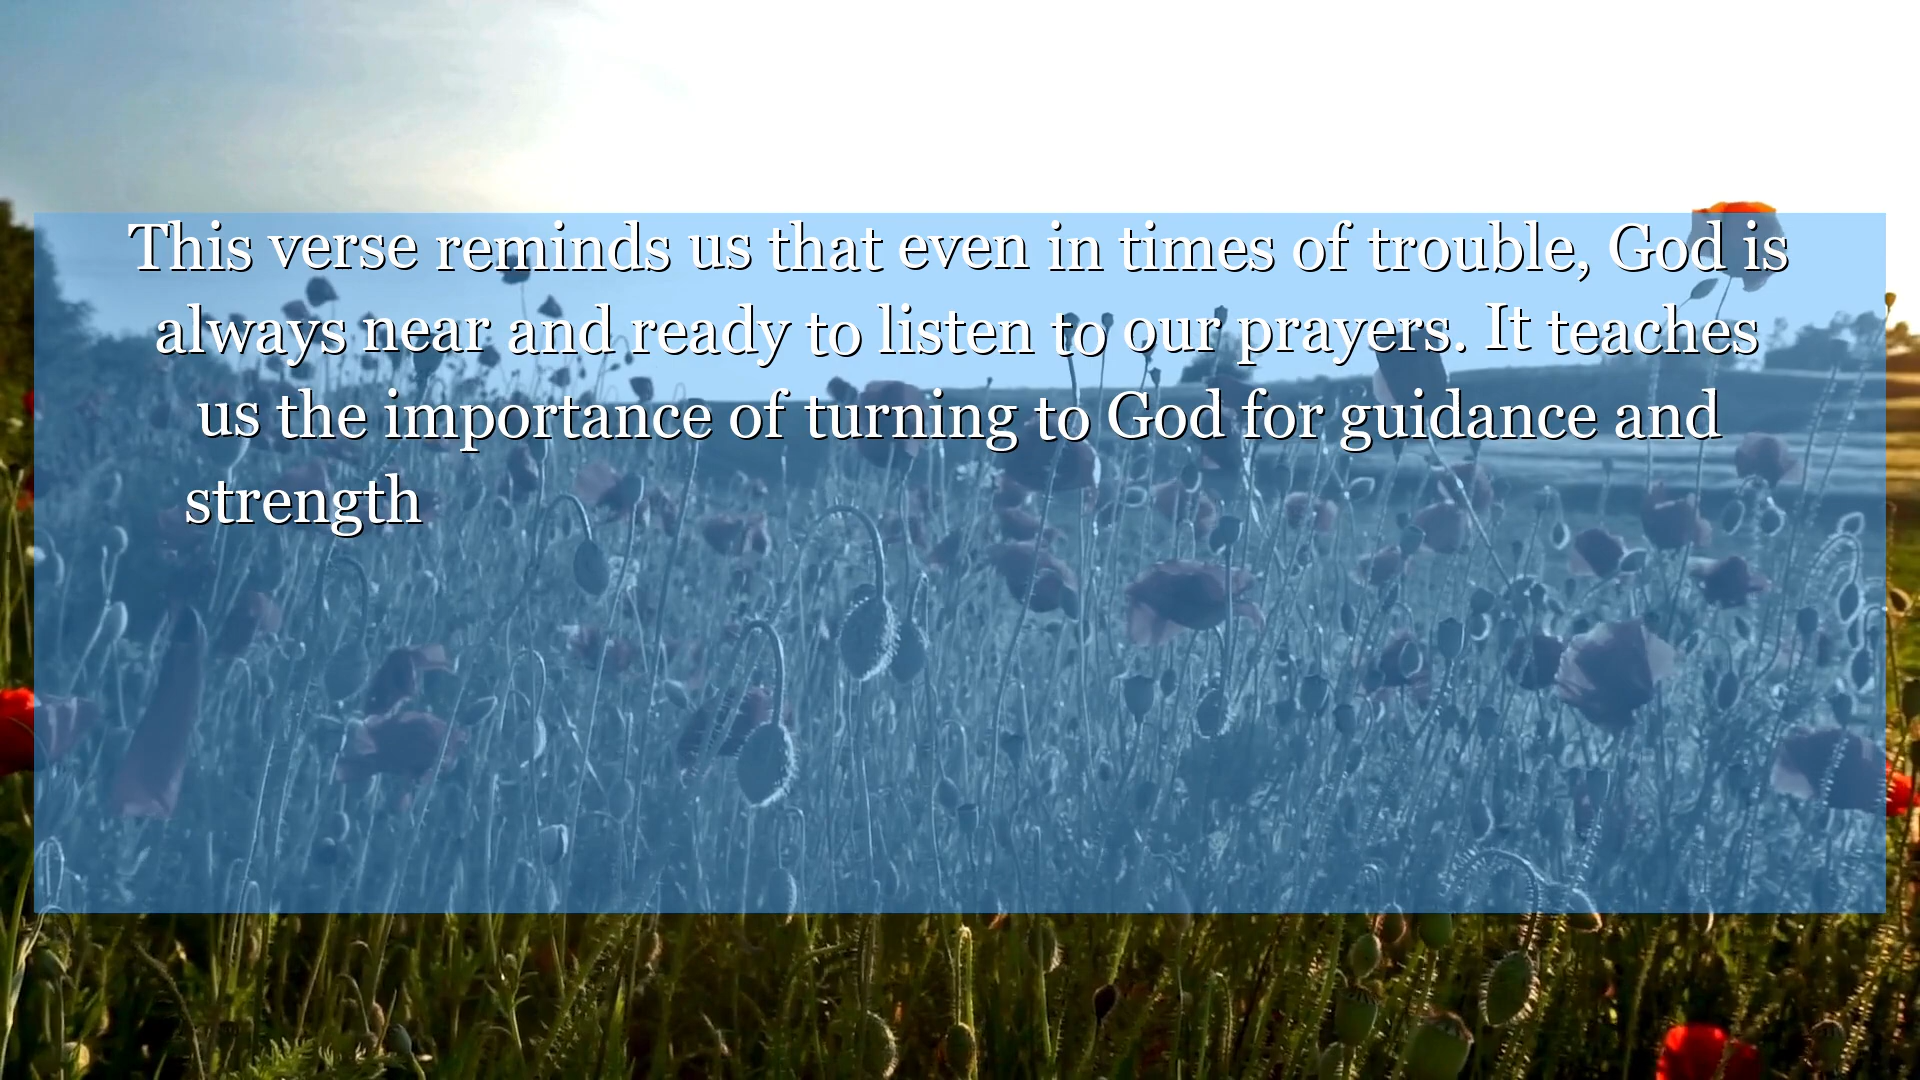 This verse reminds us that even in times of trouble, God is
always near and ready to listen to our prayers. It teaches
us the importance of turning to God for guidance and
strength